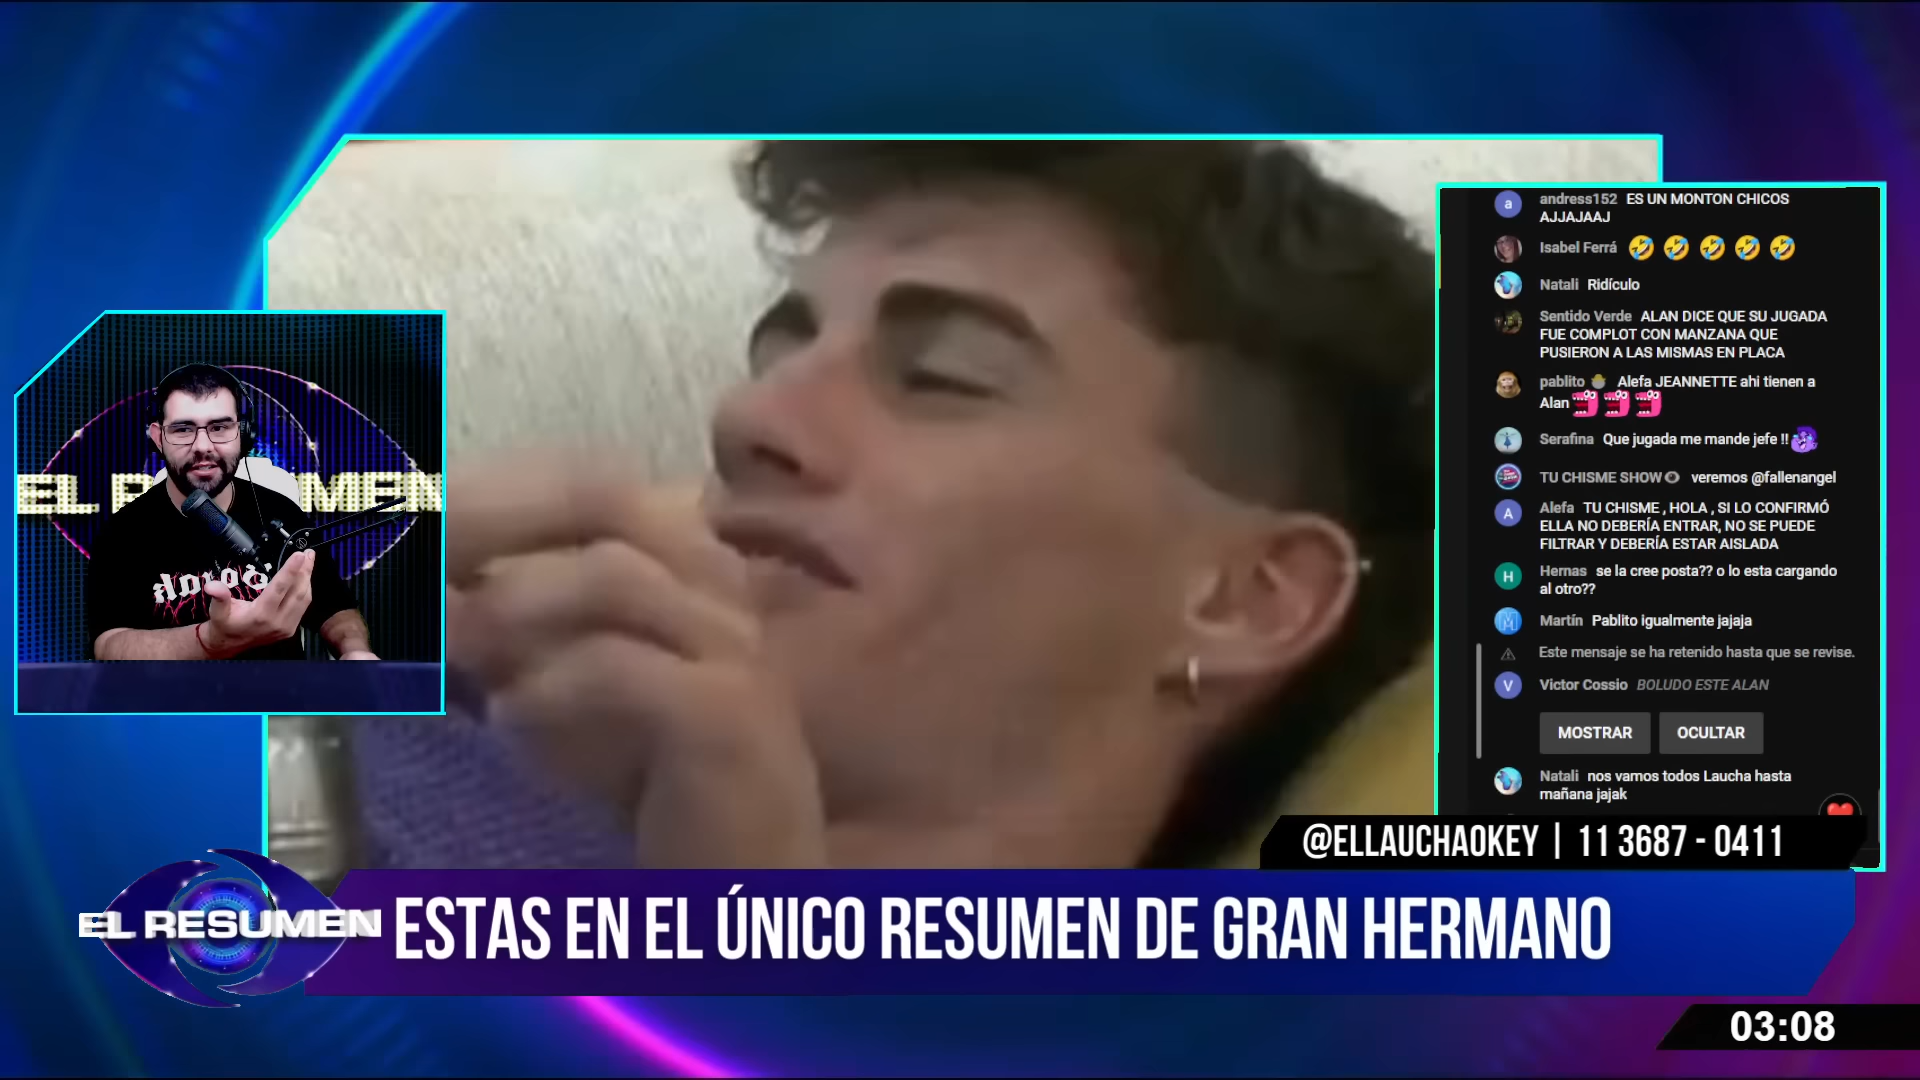 andress152 ES UN MONTON CHICOS
AJJAJAAJ
Isabel Ferrá
Natali Ridículo
Sentido Verde ALAN DICE QUE SU JUGADA
FUE COMPLOT CON MANZANA QUE
PUSIERON A LAS MISMAS EN PLACA
pablito Alefa JEANNETTE ahi tienen a
Alan
Serafina Que jugada me mande jefe !!
TU CHISME SHOW veremos @fallenangel
Alefa TU CHISME , HOLA , SI LO CONFIRMÓ
ELLA NO DEBERÍA ENTRAR, NO SE PUEDE
FILTRAR Y DEBERÍA ESTAR AISLADA
Hernas se la cree posta?? o lo esta cargando
al otro??
Martín Pablito igualmente jajaja
Este mensaje se ha retenido hasta que se revise.
Victor Cossio BOLUDO ESTE ALAN
MOSTRAR OCULTAR
Natali nos vamos todos Laucha hasta
mañana jajak
@ELLAUCHAOKEY | 11 3687 - 0411
EL RESUMEN
ESTAS EN EL ÚNICO RESUMEN DE GRAN HERMANO
03:08